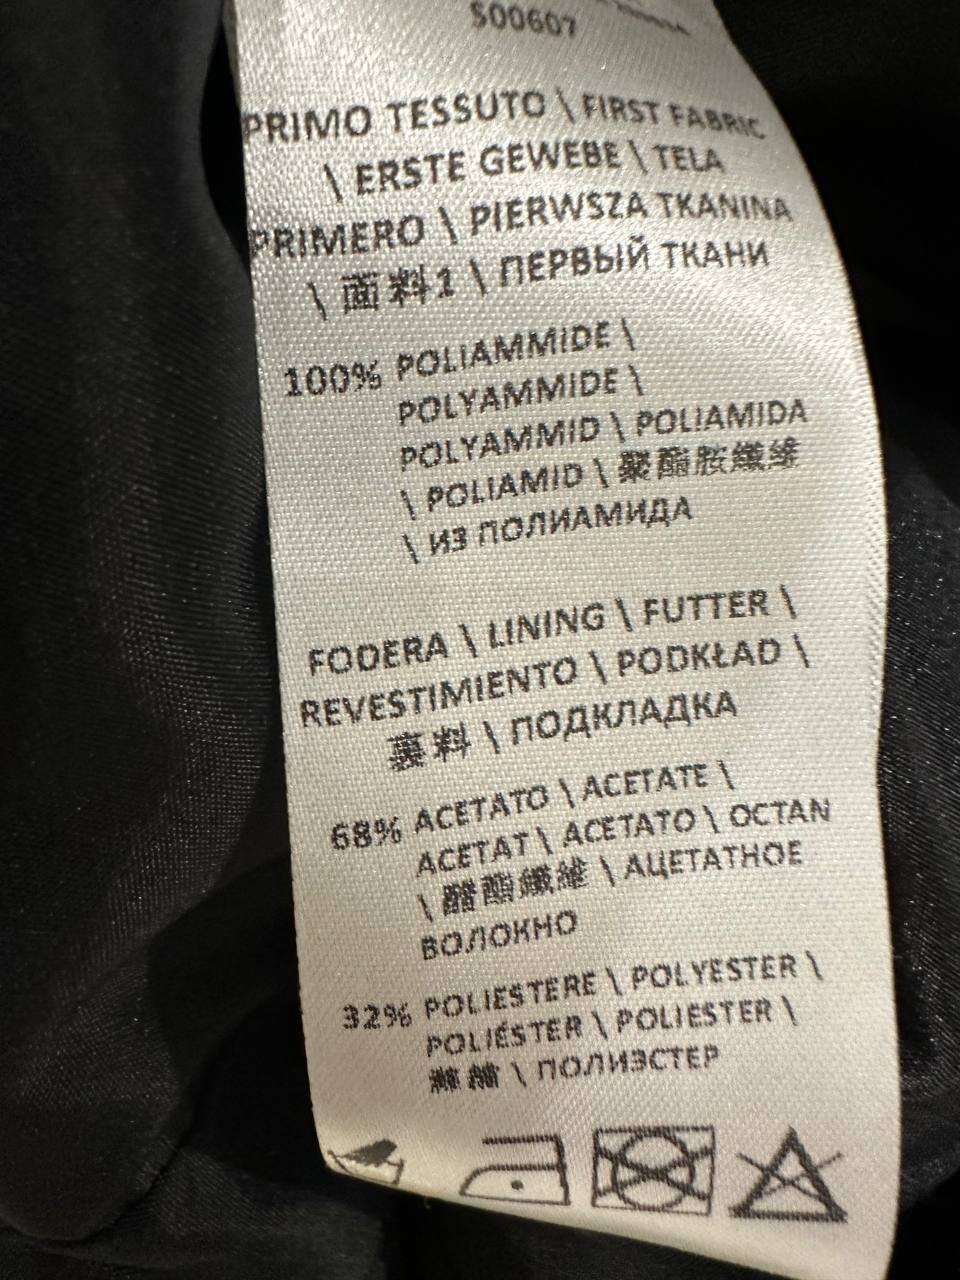 S00607
PRIMO TESSUTO \ FIRST FABRIC
\ ERSTE GEWEBE \ TELA
PRIMERO \ PIERWSZA TKANINA
\ 面料1 \ ПЕРВЫЙ ТКАНИ
100% POLIAMMIDE \
POLYAMMIDE \
POLYAMMID \ POLIAMIDA
\ POLIAMID \ 聚酯胺纖維
\ ИЗ ПОЛИАМИДА
FODERA \ LINING \ FUTTER \
REVESTIMIENTO \ PODKŁAD \
裏料 \ ПОДКЛАДКА
68% ACETATO \ ACETATE \
ACETAT \ ACETATO \ OCTAN
\ 醋酯纖維 \ АЦЕТАТНОЕ
ВОЛОКНО
32% POLIESTERE \ POLYESTER \
POLIÉSTER \ POLIESTER \
\ ПОЛИЭСТЕР